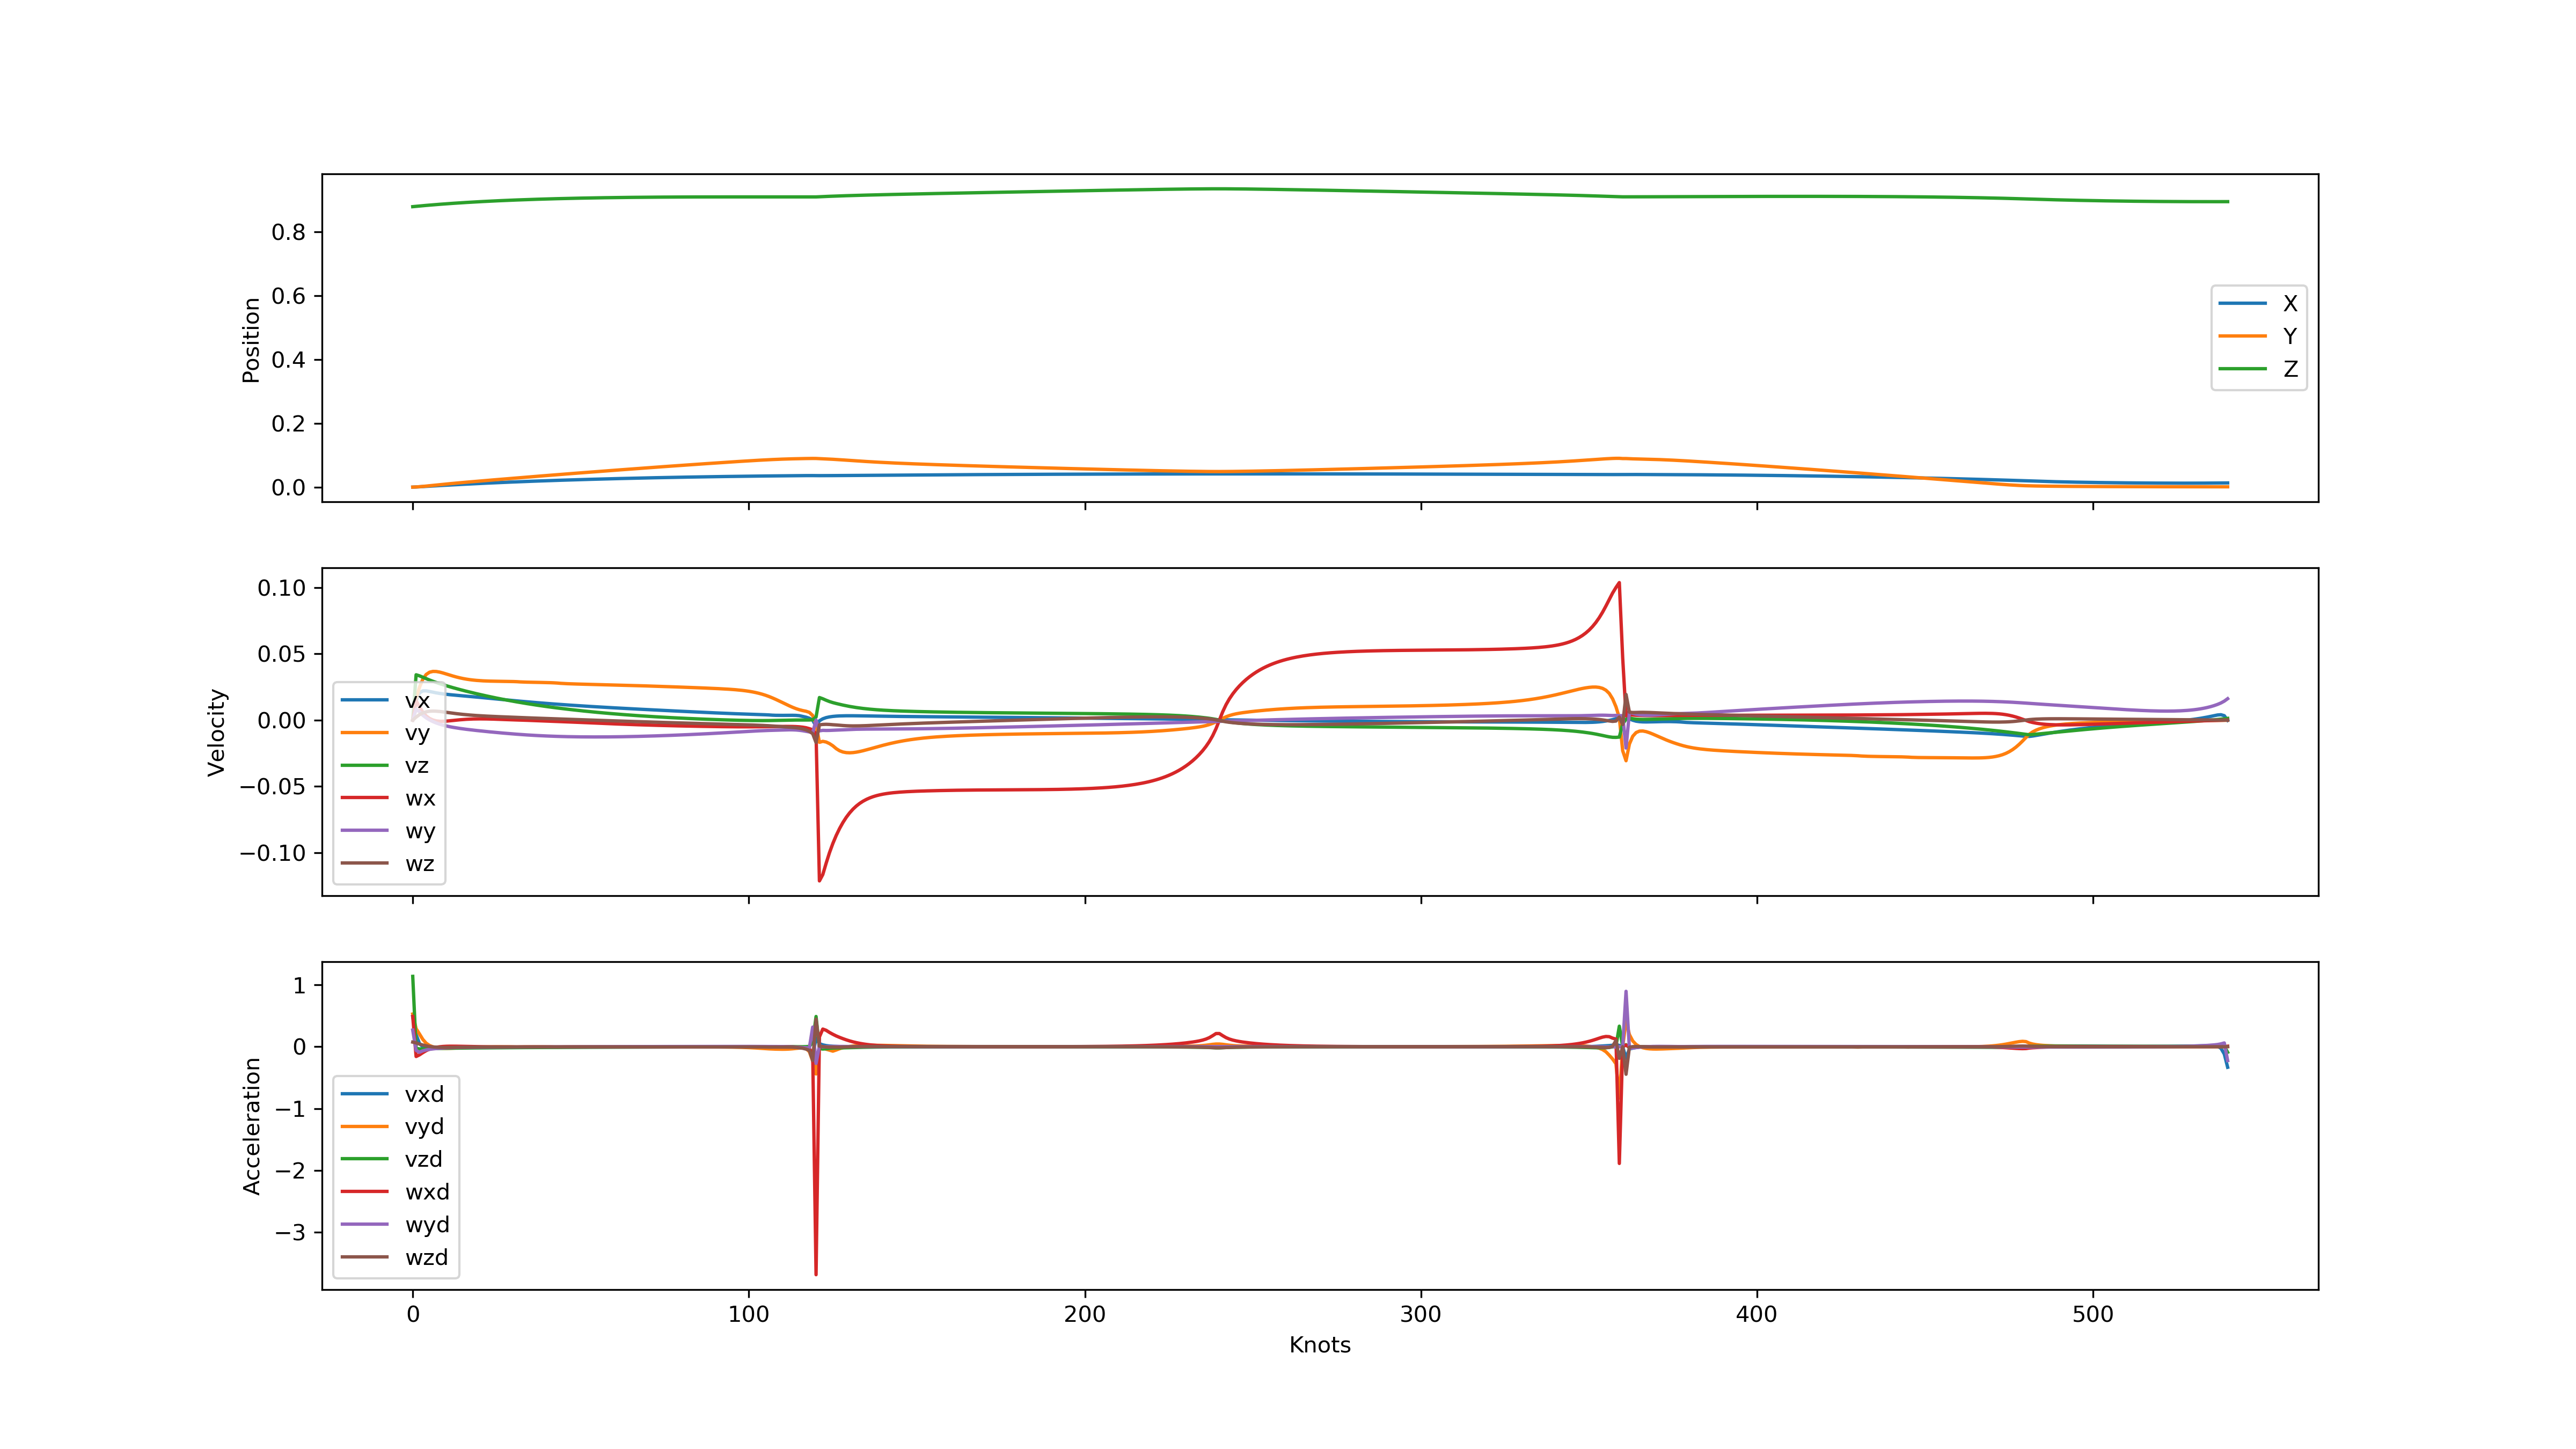 Position
0.8
0.6
0.4
0.2
0.0
X
Y
Z
Velocity
0.10
0.05
0.00
−0.05
−0.10
vx
vy
vz
wx
wy
wz
Acceleration
1
0
−1
−2
−3
vxd
vyd
vzd
wxd
wyd
wzd
0 100 200 300 400 500
Knots